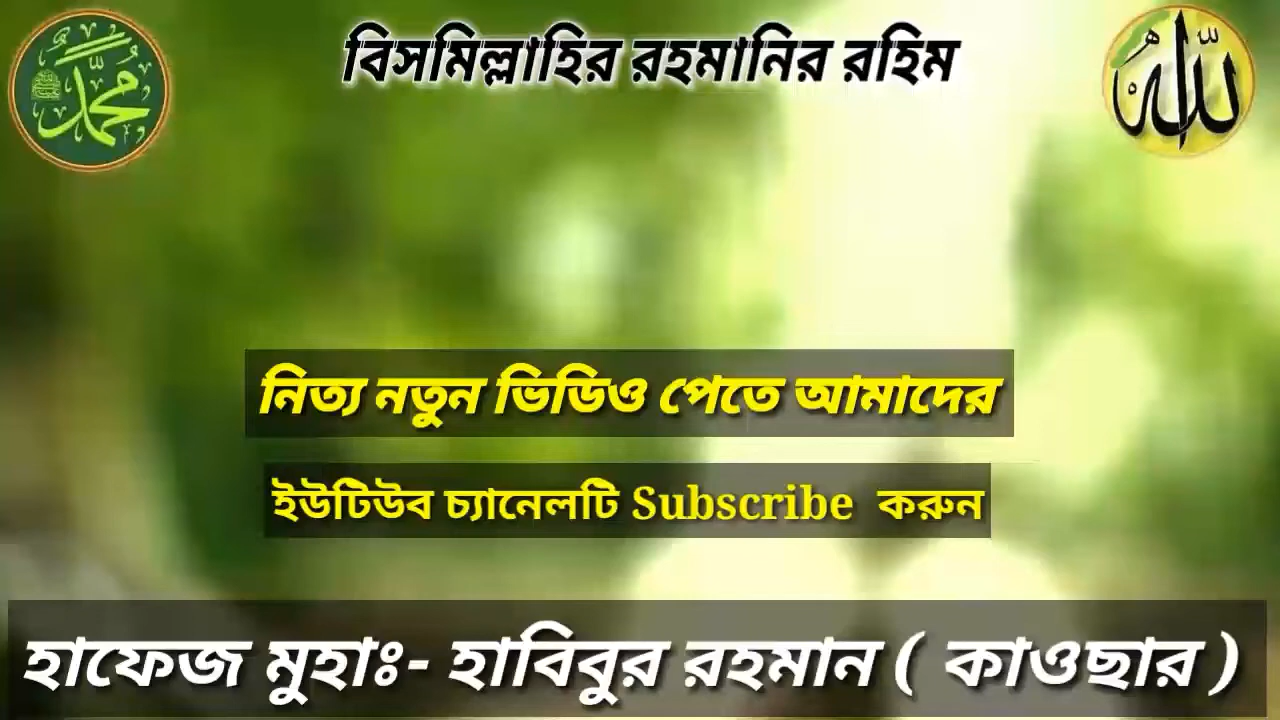 محمد
বিসমিল্লাহির রহমানির রহিম
الله
নিত্য নতুন ভিডিও পেতে আমাদের
ইউটিউব চ্যানেলটি Subscribe করুন
হাফেজ মুহাঃ- হাবিবুর রহমান ( কাওছার )